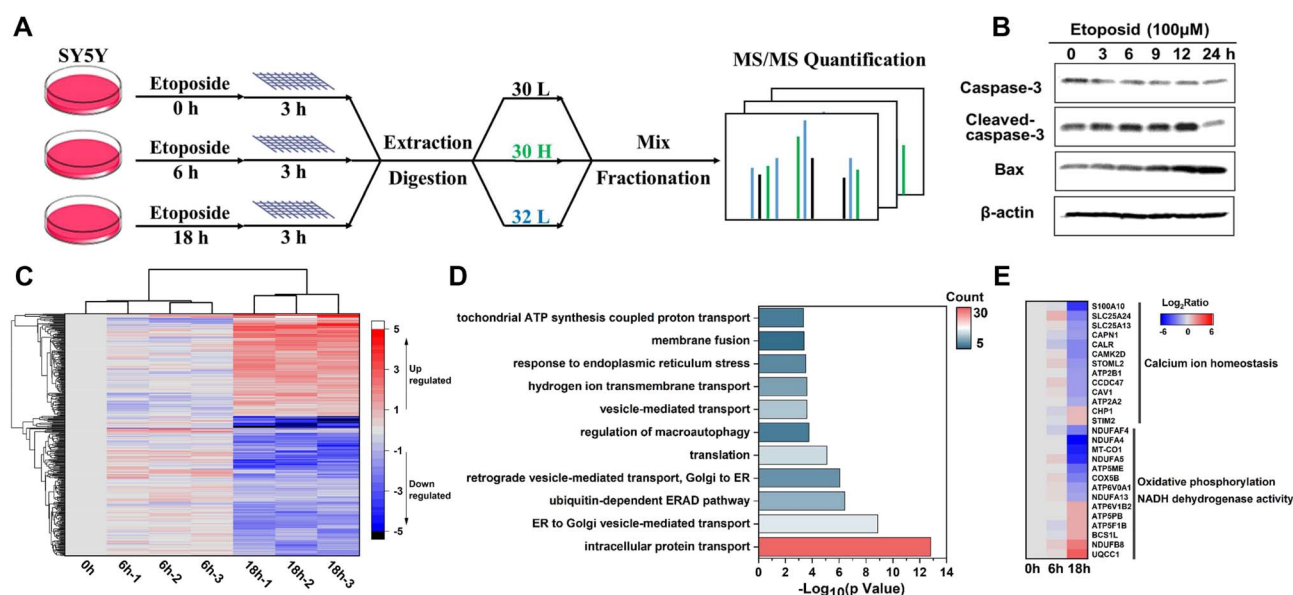 A
SY5Y
Etoposide
0 h
3 h
Etoposide
6 h
3 h
Etoposide
18 h
3 h
Extraction
Digestion
30 L
30 H
32 L
Mix
Fractionation
MS/MS Quantification
B
Etoposid (100μM)
0 3 6 9 12 24 h
Caspase-3
Cleaved-
caspase-3
Bax
β-actin
C
5
3
1
-1
-3
-5
Up
regulated
Down
regulated
0h 6h-1 6h-2 6h-3 18h-1 18h-2 18h-3
D
Count
30
5
tochondrial ATP synthesis coupled proton transport
membrane fusion
response to endoplasmic reticulum stress
hydrogen ion transmembrane transport
vesicle-mediated transport
regulation of macroautophagy
translation
retrograde vesicle-mediated transport, Golgi to ER
ubiquitin-dependent ERAD pathway
ER to Golgi vesicle-mediated transport
intracellular protein transport
0 2 4 6 8 10 12 14
-Log10(p Value)
E
Log2Ratio
-6 0 6
S100A10
SLC25A24
SLC25A13
CAPN1
CALR
CAMK2D
STOML2
ATP2B1
CCDC47
CAV1
ATP2A2
CHP1
STIM2
NDUFAF4
NDUFA4
MT-CO1
NDUFA5
ATP5ME
COX5B
ATP6V0A1
NDUFA13
ATP6V1B2
ATP5PB
ATP5F1B
BCS1L
NDUFB8
UQCC1
Calcium ion homeostasis
Oxidative phosphorylation
NADH dehydrogenase activity
0h 6h 18h